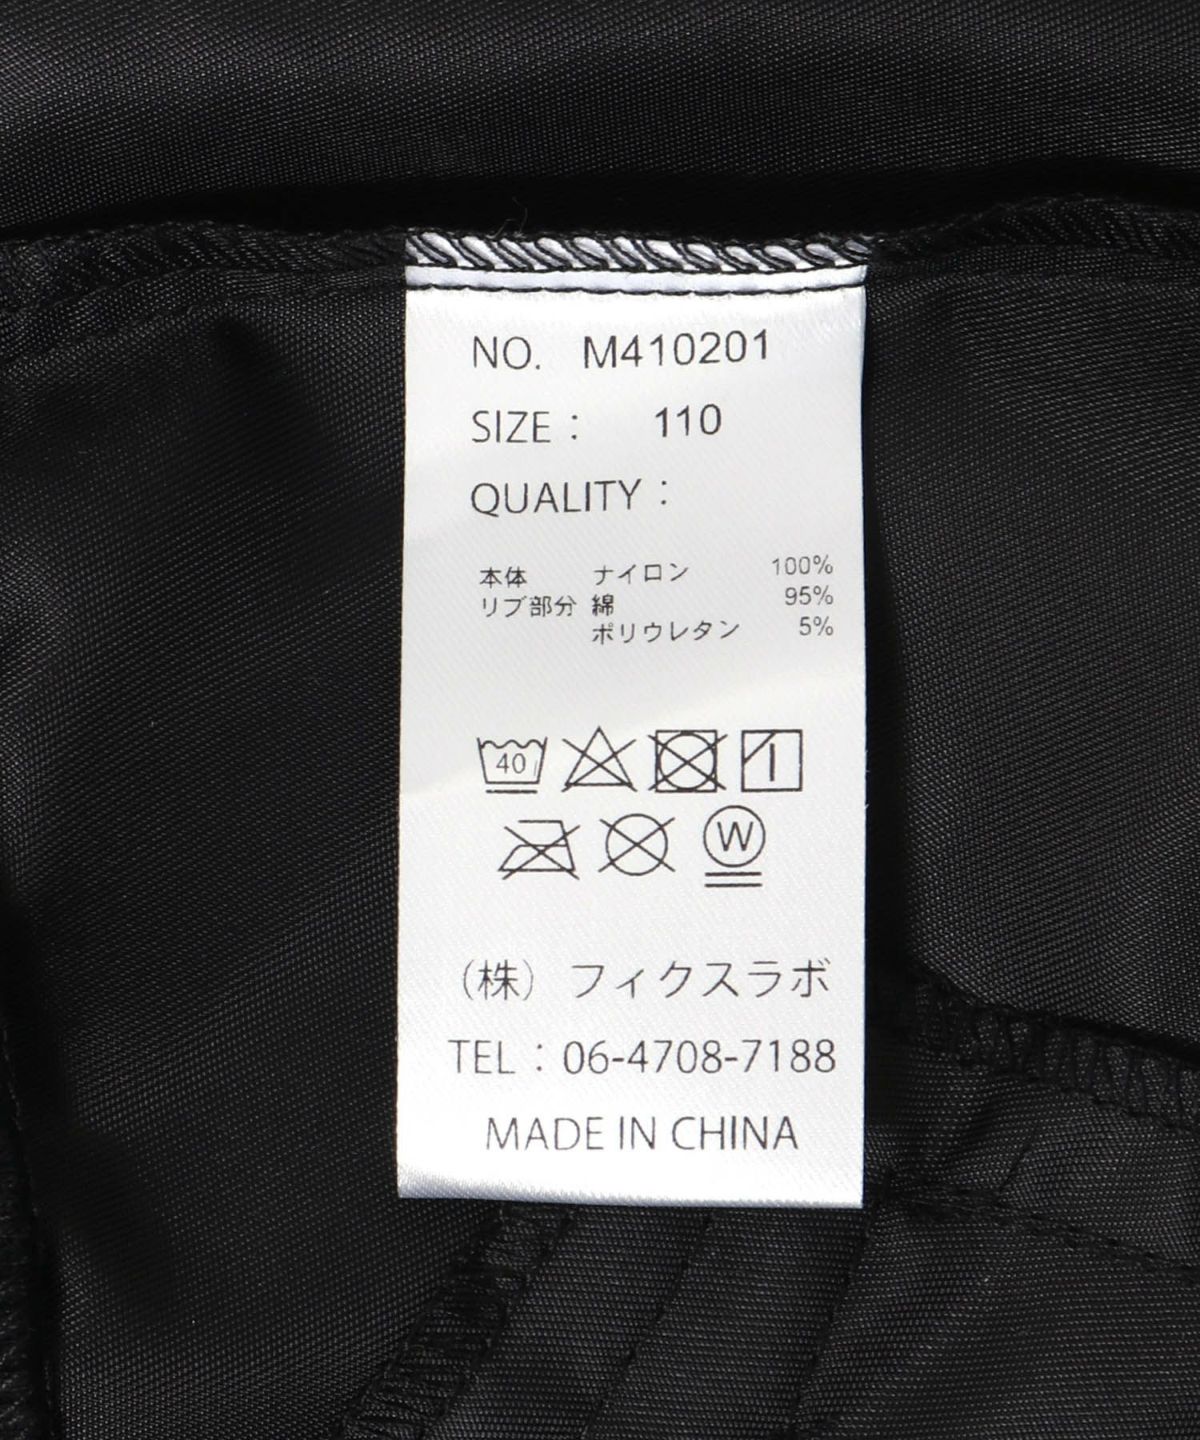 NO. M410201
SIZE： 110
QUALITY：
本体 ナイロン 100%
リブ部分 綿 95%
ポリウレタン 5%
40
W
（株）フィクスラボ
TEL：06-4708-7188
MADE IN CHINA